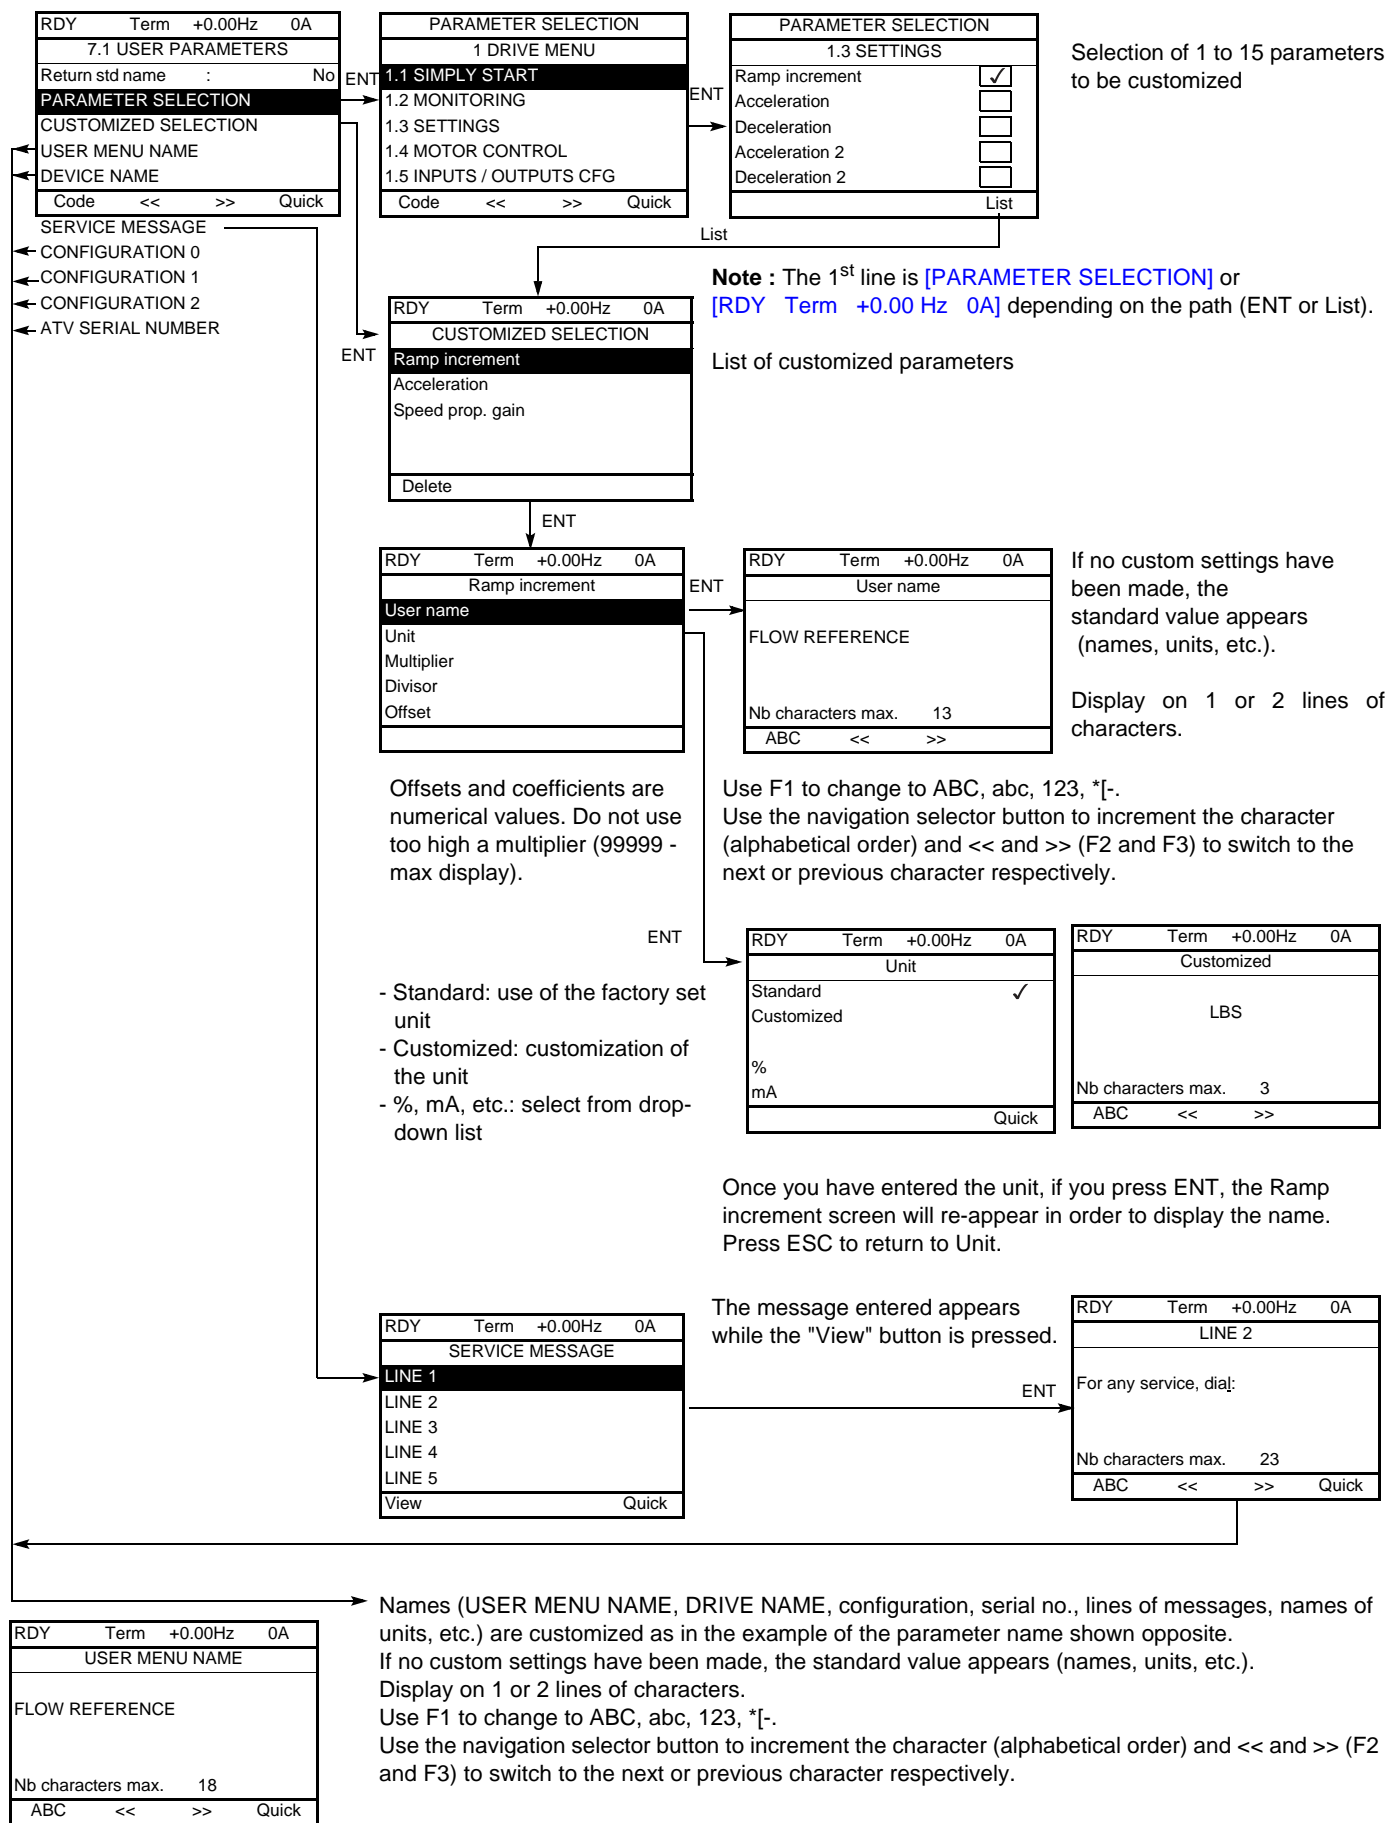 RDY Term +0.00Hz 0A
7.1 USER PARAMETERS
Return std name : No
PARAMETER SELECTION
CUSTOMIZED SELECTION
USER MENU NAME
DEVICE NAME
Code << >> Quick
SERVICE MESSAGE
CONFIGURATION 0
CONFIGURATION 1
CONFIGURATION 2
ATV SERIAL NUMBER
ENT
PARAMETER SELECTION
1 DRIVE MENU
1.1 SIMPLY START
1.2 MONITORING
1.3 SETTINGS
1.4 MOTOR CONTROL
1.5 INPUTS / OUTPUTS CFG
Code << >> Quick
ENT
PARAMETER SELECTION
1.3 SETTINGS
Ramp increment ✓
Acceleration
Deceleration
Acceleration 2
Deceleration 2
List
Selection of 1 to 15 parameters
to be customized
List
Note : The 1st line is [PARAMETER SELECTION] or
[RDY Term +0.00 Hz 0A] depending on the path (ENT or List).
ENT
RDY Term +0.00Hz 0A
CUSTOMIZED SELECTION
Ramp increment
Acceleration
Speed prop. gain
Delete
List of customized parameters
ENT
RDY Term +0.00Hz 0A
Ramp increment
User name
Unit
Multiplier
Divisor
Offset
ENT
RDY Term +0.00Hz 0A
User name
FLOW REFERENCE
Nb characters max. 13
ABC << >>
If no custom settings have
been made, the
standard value appears
(names, units, etc.).
Display on 1 or 2 lines of
characters.
Offsets and coefficients are
numerical values. Do not use
too high a multiplier (99999 -
max display).
Use F1 to change to ABC, abc, 123, *[-.
Use the navigation selector button to increment the character
(alphabetical order) and << and >> (F2 and F3) to switch to the
next or previous character respectively.
ENT
- Standard: use of the factory set
unit
- Customized: customization of
the unit
- %, mA, etc.: select from drop-
down list
RDY Term +0.00Hz 0A
Unit
Standard ✓
Customized
%
mA
Quick
RDY Term +0.00Hz 0A
Customized
LBS
Nb characters max. 3
ABC << >>
Once you have entered the unit, if you press ENT, the Ramp
increment screen will re-appear in order to display the name.
Press ESC to return to Unit.
RDY Term +0.00Hz 0A
SERVICE MESSAGE
LINE 1
LINE 2
LINE 3
LINE 4
LINE 5
View Quick
The message entered appears
while the "View" button is pressed.
ENT
RDY Term +0.00Hz 0A
LINE 2
For any service, dial:
Nb characters max. 23
ABC << >> Quick
RDY Term +0.00Hz 0A
USER MENU NAME
FLOW REFERENCE
Nb characters max. 18
ABC << >> Quick
Names (USER MENU NAME, DRIVE NAME, configuration, serial no., lines of messages, names of
units, etc.) are customized as in the example of the parameter name shown opposite.
If no custom settings have been made, the standard value appears (names, units, etc.).
Display on 1 or 2 lines of characters.
Use F1 to change to ABC, abc, 123, *[-.
Use the navigation selector button to increment the character (alphabetical order) and << and >> (F2
and F3) to switch to the next or previous character respectively.